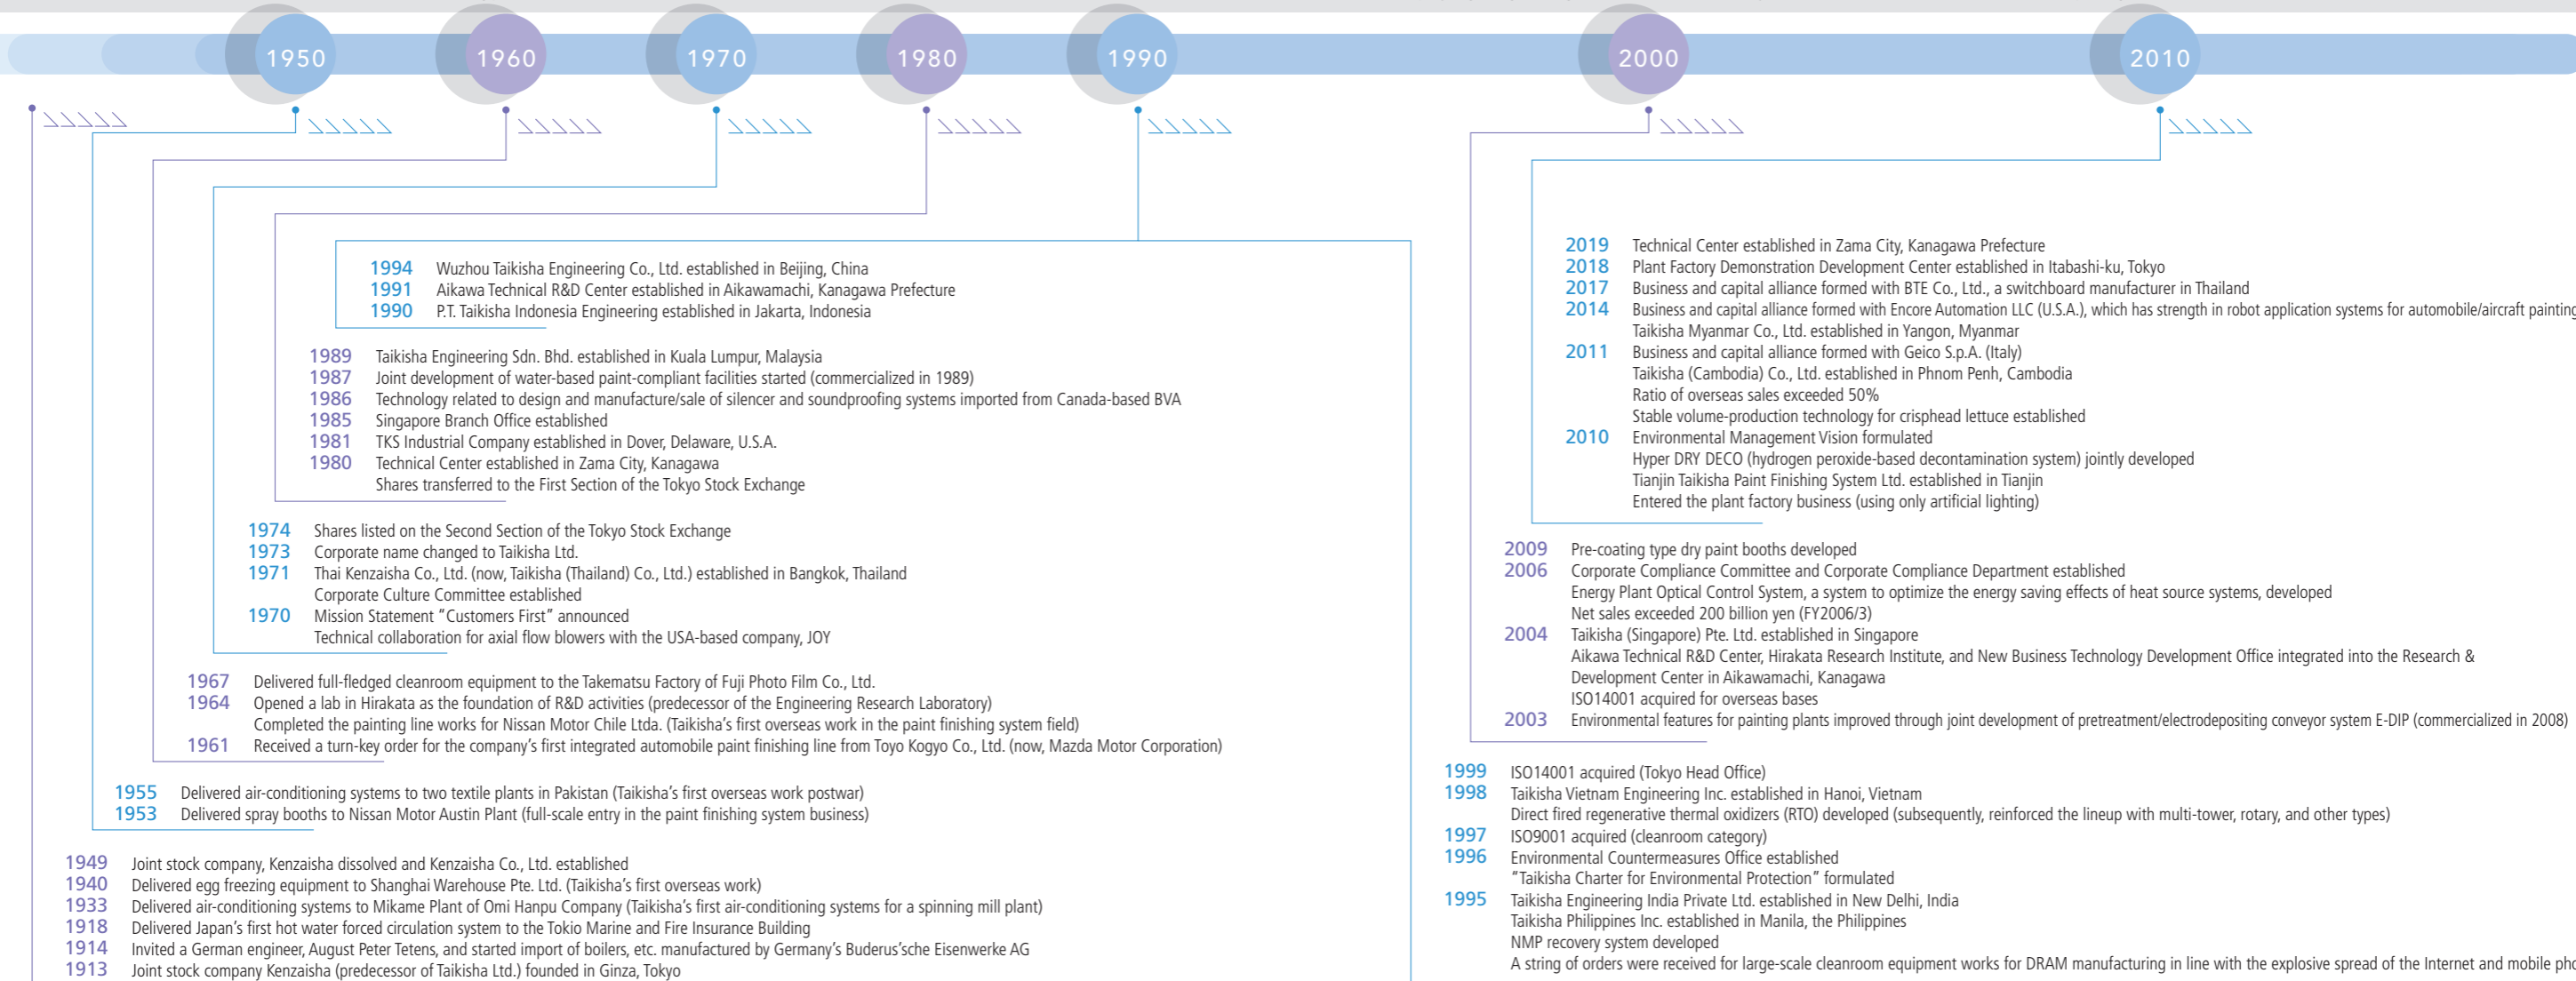 1950
1960
1970
1980
1990
2000
2010
1994 Wuzhou Taikisha Engineering Co., Ltd. established in Beijing, China
1991 Aikawa Technical R&D Center established in Aikawamachi, Kanagawa Prefecture
1990 P.T. Taikisha Indonesia Engineering established in Jakarta, Indonesia
1989 Taikisha Engineering Sdn. Bhd. established in Kuala Lumpur, Malaysia
1987 Joint development of water-based paint-compliant facilities started (commercialized in 1989)
1986 Technology related to design and manufacture/sale of silencer and soundproofing systems imported from Canada-based BVA
1985 Singapore Branch Office established
1981 TKS Industrial Company established in Dover, Delaware, U.S.A.
1980 Technical Center established in Zama City, Kanagawa
Shares transferred to the First Section of the Tokyo Stock Exchange
1974 Shares listed on the Second Section of the Tokyo Stock Exchange
1973 Corporate name changed to Taikisha Ltd.
1971 Thai Kenzaisha Co., Ltd. (now, Taikisha (Thailand) Co., Ltd.) established in Bangkok, Thailand
Corporate Culture Committee established
1970 Mission Statement “Customers First” announced
Technical collaboration for axial flow blowers with the USA-based company, JOY
1967 Delivered full-fledged cleanroom equipment to the Takematsu Factory of Fuji Photo Film Co., Ltd.
1964 Opened a lab in Hirakata as the foundation of R&D activities (predecessor of the Engineering Research Laboratory)
Completed the painting line works for Nissan Motor Chile Ltda. (Taikisha’s first overseas work in the paint finishing system field)
1961 Received a turn-key order for the company’s first integrated automobile paint finishing line from Toyo Kogyo Co., Ltd. (now, Mazda Motor Corporation)
1955 Delivered air-conditioning systems to two textile plants in Pakistan (Taikisha’s first overseas work postwar)
1953 Delivered spray booths to Nissan Motor Austin Plant (full-scale entry in the paint finishing system business)
1949 Joint stock company, Kenzaisha dissolved and Kenzaisha Co., Ltd. established
1940 Delivered egg freezing equipment to Shanghai Warehouse Pte. Ltd. (Taikisha’s first overseas work)
1933 Delivered air-conditioning systems to Mikame Plant of Omi Hanpu Company (Taikisha’s first air-conditioning systems for a spinning mill plant)
1918 Delivered Japan’s first hot water forced circulation system to the Tokio Marine and Fire Insurance Building
1914 Invited a German engineer, August Peter Tetens, and started import of boilers, etc. manufactured by Germany’s Buderus’sche Eisenwerke AG
1913 Joint stock company Kenzaisha (predecessor of Taikisha Ltd.) founded in Ginza, Tokyo
2019 Technical Center established in Zama City, Kanagawa Prefecture
2018 Plant Factory Demonstration Development Center established in Itabashi-ku, Tokyo
2017 Business and capital alliance formed with BTE Co., Ltd., a switchboard manufacturer in Thailand
2014 Business and capital alliance formed with Encore Automation LLC (U.S.A.), which has strength in robot application systems for automobile/aircraft painting
Taikisha Myanmar Co., Ltd. established in Yangon, Myanmar
2011 Business and capital alliance formed with Geico S.p.A. (Italy)
Taikisha (Cambodia) Co., Ltd. established in Phnom Penh, Cambodia
Ratio of overseas sales exceeded 50%
Stable volume-production technology for crisphead lettuce established
2010 Environmental Management Vision formulated
Hyper DRY DECO (hydrogen peroxide-based decontamination system) jointly developed
Tianjin Taikisha Paint Finishing System Ltd. established in Tianjin
Entered the plant factory business (using only artificial lighting)
2009 Pre-coating type dry paint booths developed
2006 Corporate Compliance Committee and Corporate Compliance Department established
Energy Plant Optical Control System, a system to optimize the energy saving effects of heat source systems, developed
Net sales exceeded 200 billion yen (FY2006/3)
2004 Taikisha (Singapore) Pte. Ltd. established in Singapore
Aikawa Technical R&D Center, Hirakata Research Institute, and New Business Technology Development Office integrated into the Research &
Development Center in Aikawamachi, Kanagawa
ISO14001 acquired for overseas bases
2003 Environmental features for painting plants improved through joint development of pretreatment/electrodepositing conveyor system E-DIP (commercialized in 2008)
1999 ISO14001 acquired (Tokyo Head Office)
1998 Taikisha Vietnam Engineering Inc. established in Hanoi, Vietnam
Direct fired regenerative thermal oxidizers (RTO) developed (subsequently, reinforced the lineup with multi-tower, rotary, and other types)
1997 ISO9001 acquired (cleanroom category)
1996 Environmental Countermeasures Office established
“Taikisha Charter for Environmental Protection” formulated
1995 Taikisha Engineering India Private Ltd. established in New Delhi, India
Taikisha Philippines Inc. established in Manila, the Philippines
NMP recovery system developed
A string of orders were received for large-scale cleanroom equipment works for DRAM manufacturing in line with the explosive spread of the Internet and mobile